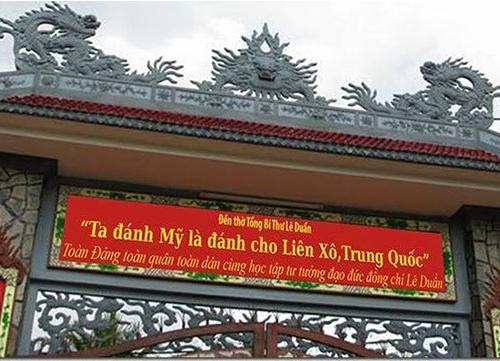 Đền thờ Tổng Bí Thư Lê Duẩn
“Ta đánh Mỹ là đánh cho Liên Xô,Trung Quốc”
Toàn Đảng toàn quân toàn dân cùng học tập tư tưởng đạo đức đồng chí Lê Duẩn